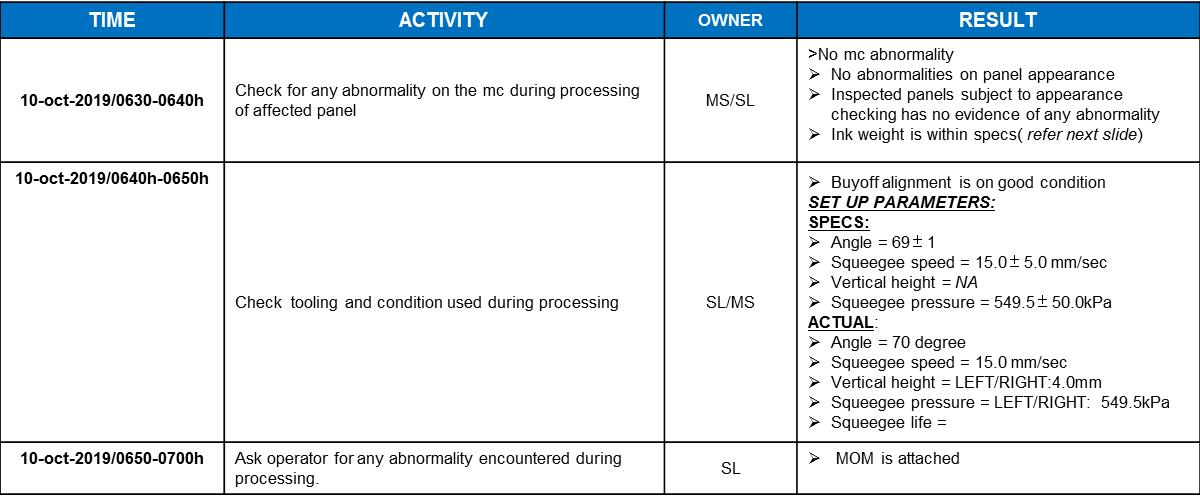 TIME ACTIVITY OWNER RESULT
10-oct-2019/0630-0640h
Check for any abnormality on the mc during processing
of affected panel
MS/SL
>No mc abnormality
➢ No abnormalities on panel appearance
➢ Inspected panels subject to appearance
checking has no evidence of any abnormality
➢ Ink weight is within specs( refer next slide)
10-oct-2019/0640h-0650h
Check tooling and condition used during processing
SL/MS
➢ Buyoff alignment is on good condition
SET UP PARAMETERS:
SPECS:
➢ Angle = 69 ± 1
➢ Squeegee speed = 15.0 ± 5.0 mm/sec
➢ Vertical height = NA
➢ Squeegee pressure = 549.5 ± 50.0kPa
ACTUAL:
➢ Angle = 70 degree
➢ Squeegee speed = 15.0 mm/sec
➢ Vertical height = LEFT/RIGHT:4.0mm
➢ Squeegee pressure = LEFT/RIGHT: 549.5kPa
➢ Squeegee life =
10-oct-2019/0650-0700h
Ask operator for any abnormality encountered during
processing.
SL
➢ MOM is attached